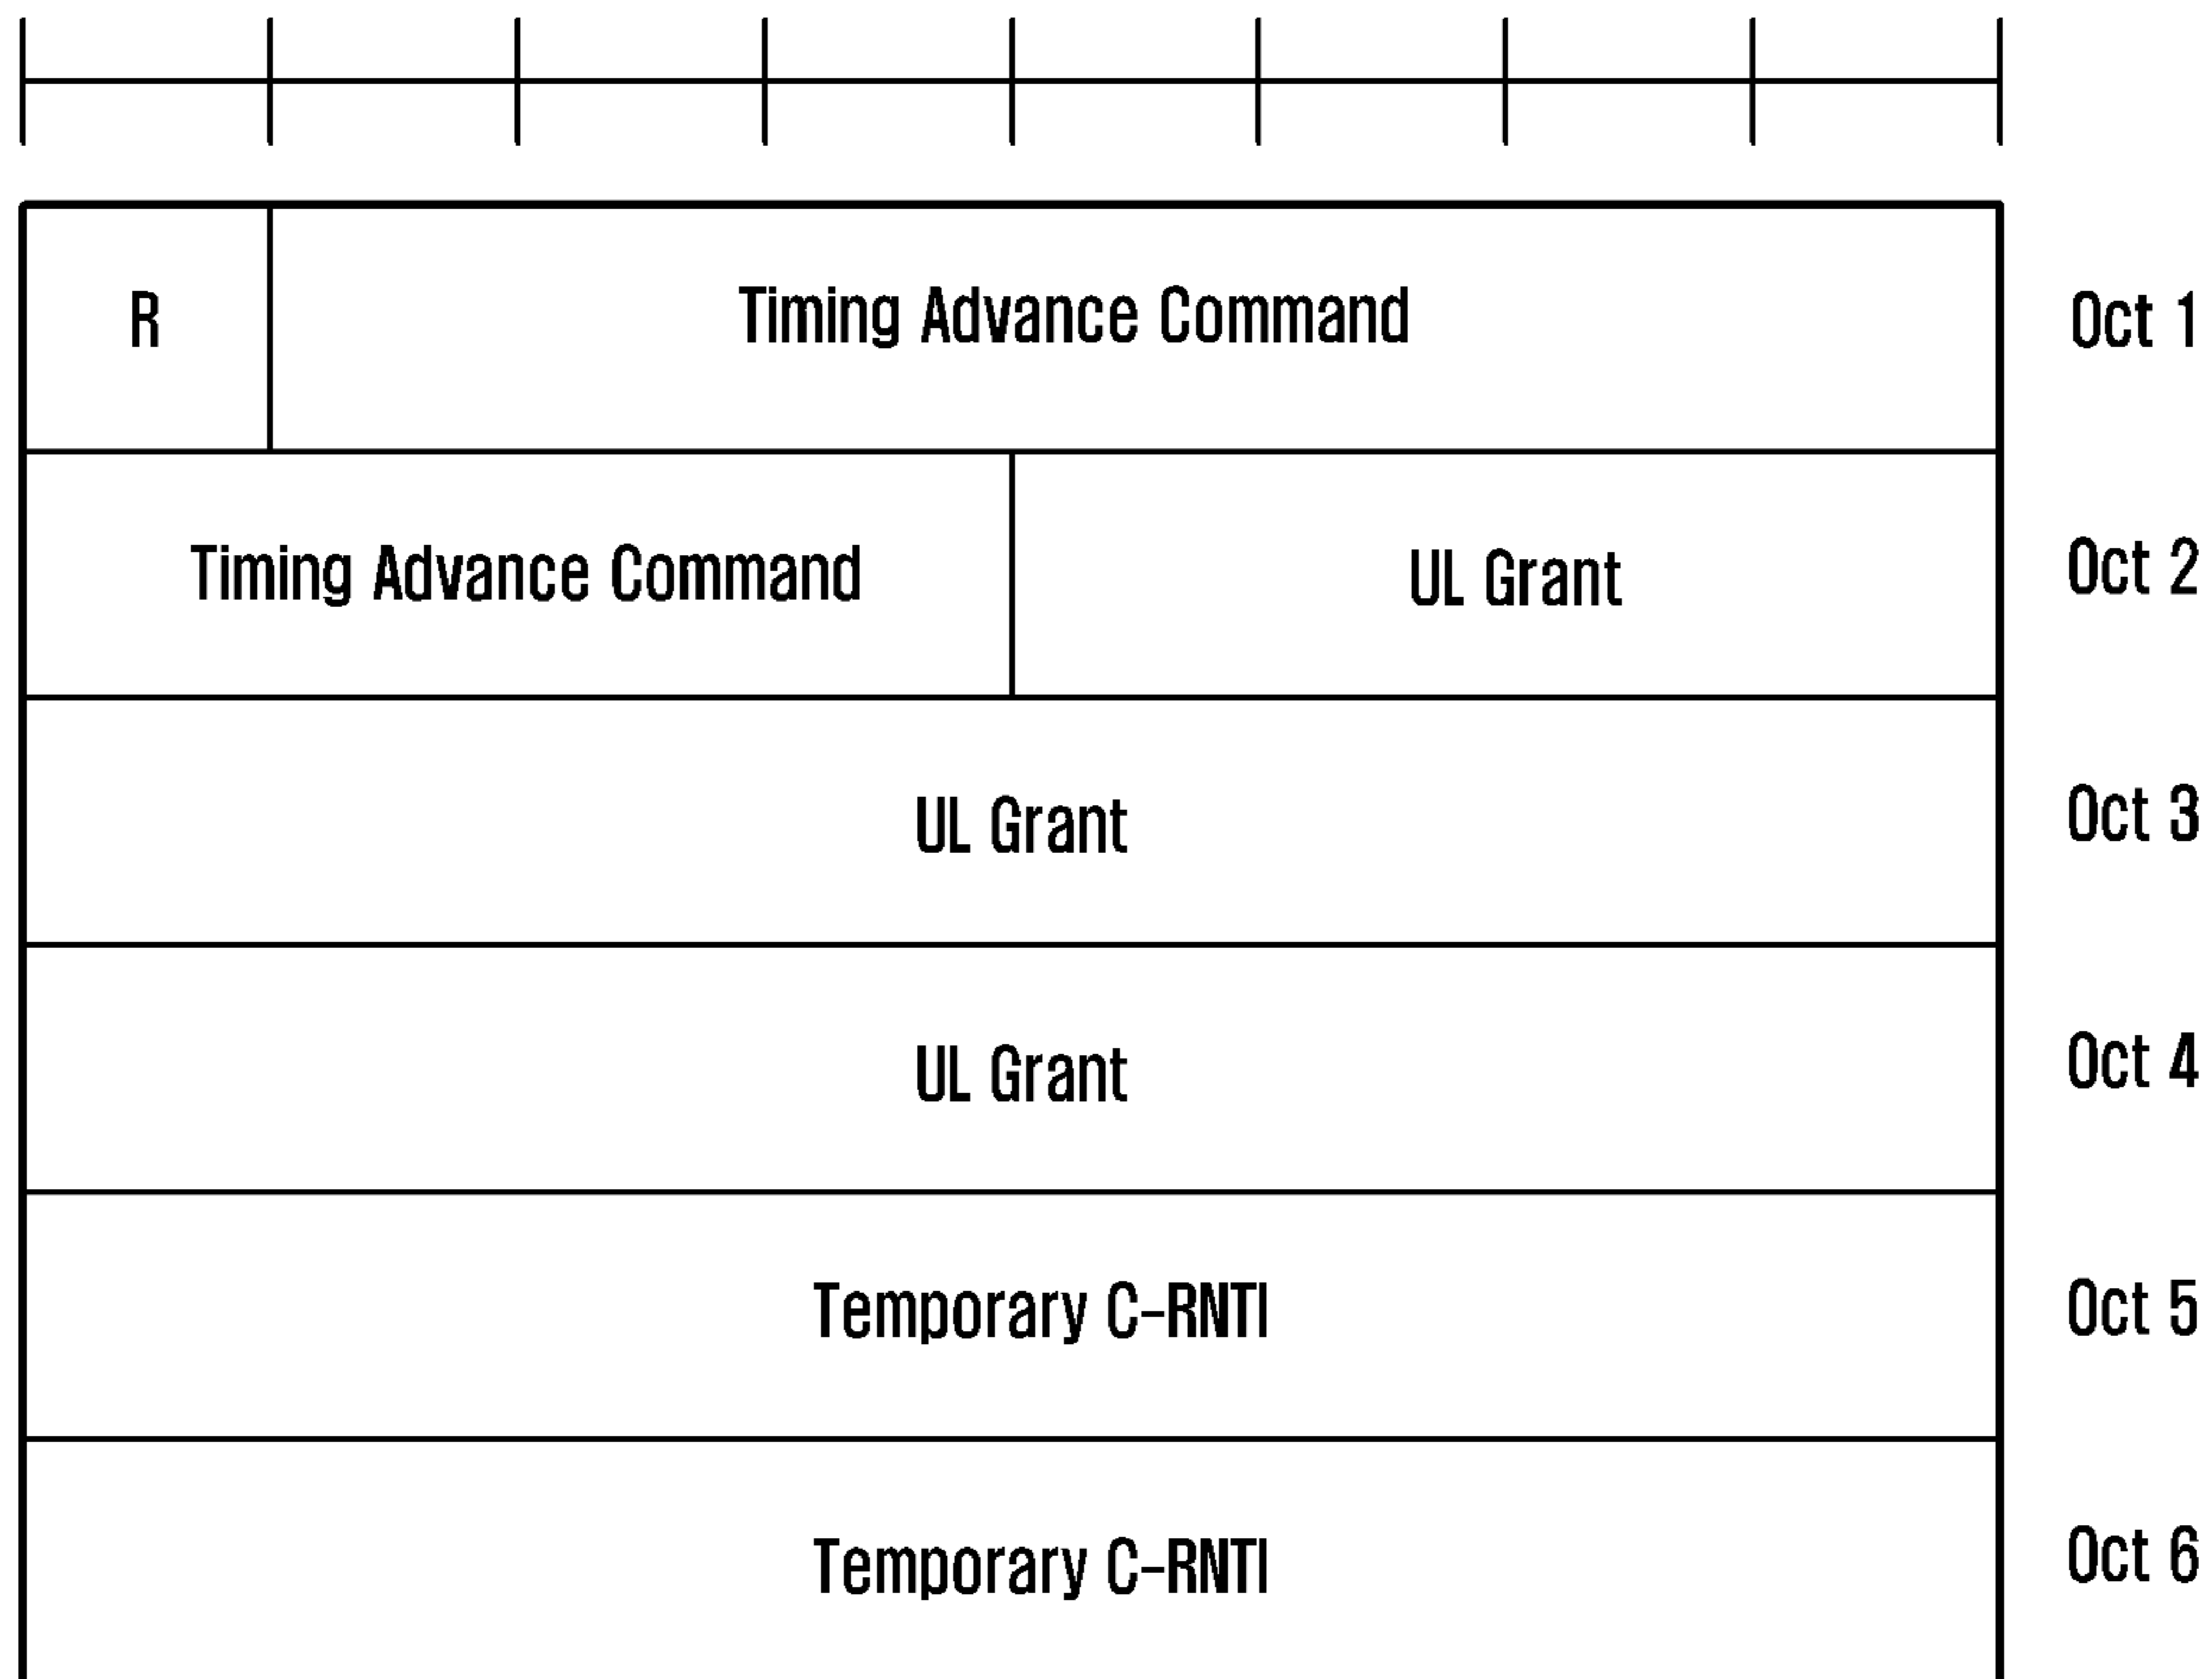 R Timing Advance Command Oct 1
Timing Advance Command UL Grant Oct 2
UL Grant Oct 3
UL Grant Oct 4
Temporary C-RNTI Oct 5
Temporary C-RNTI Oct 6